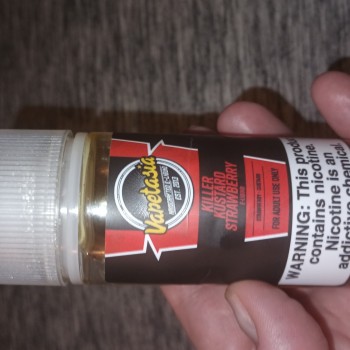 Vapetasia
EST. 2013
KILLER
KUSTARD
STRAWBERRY
FOR ADULT USE ONLY
WARNING: This prod
contains nicotine.
Nicotine is an
addictive chemical